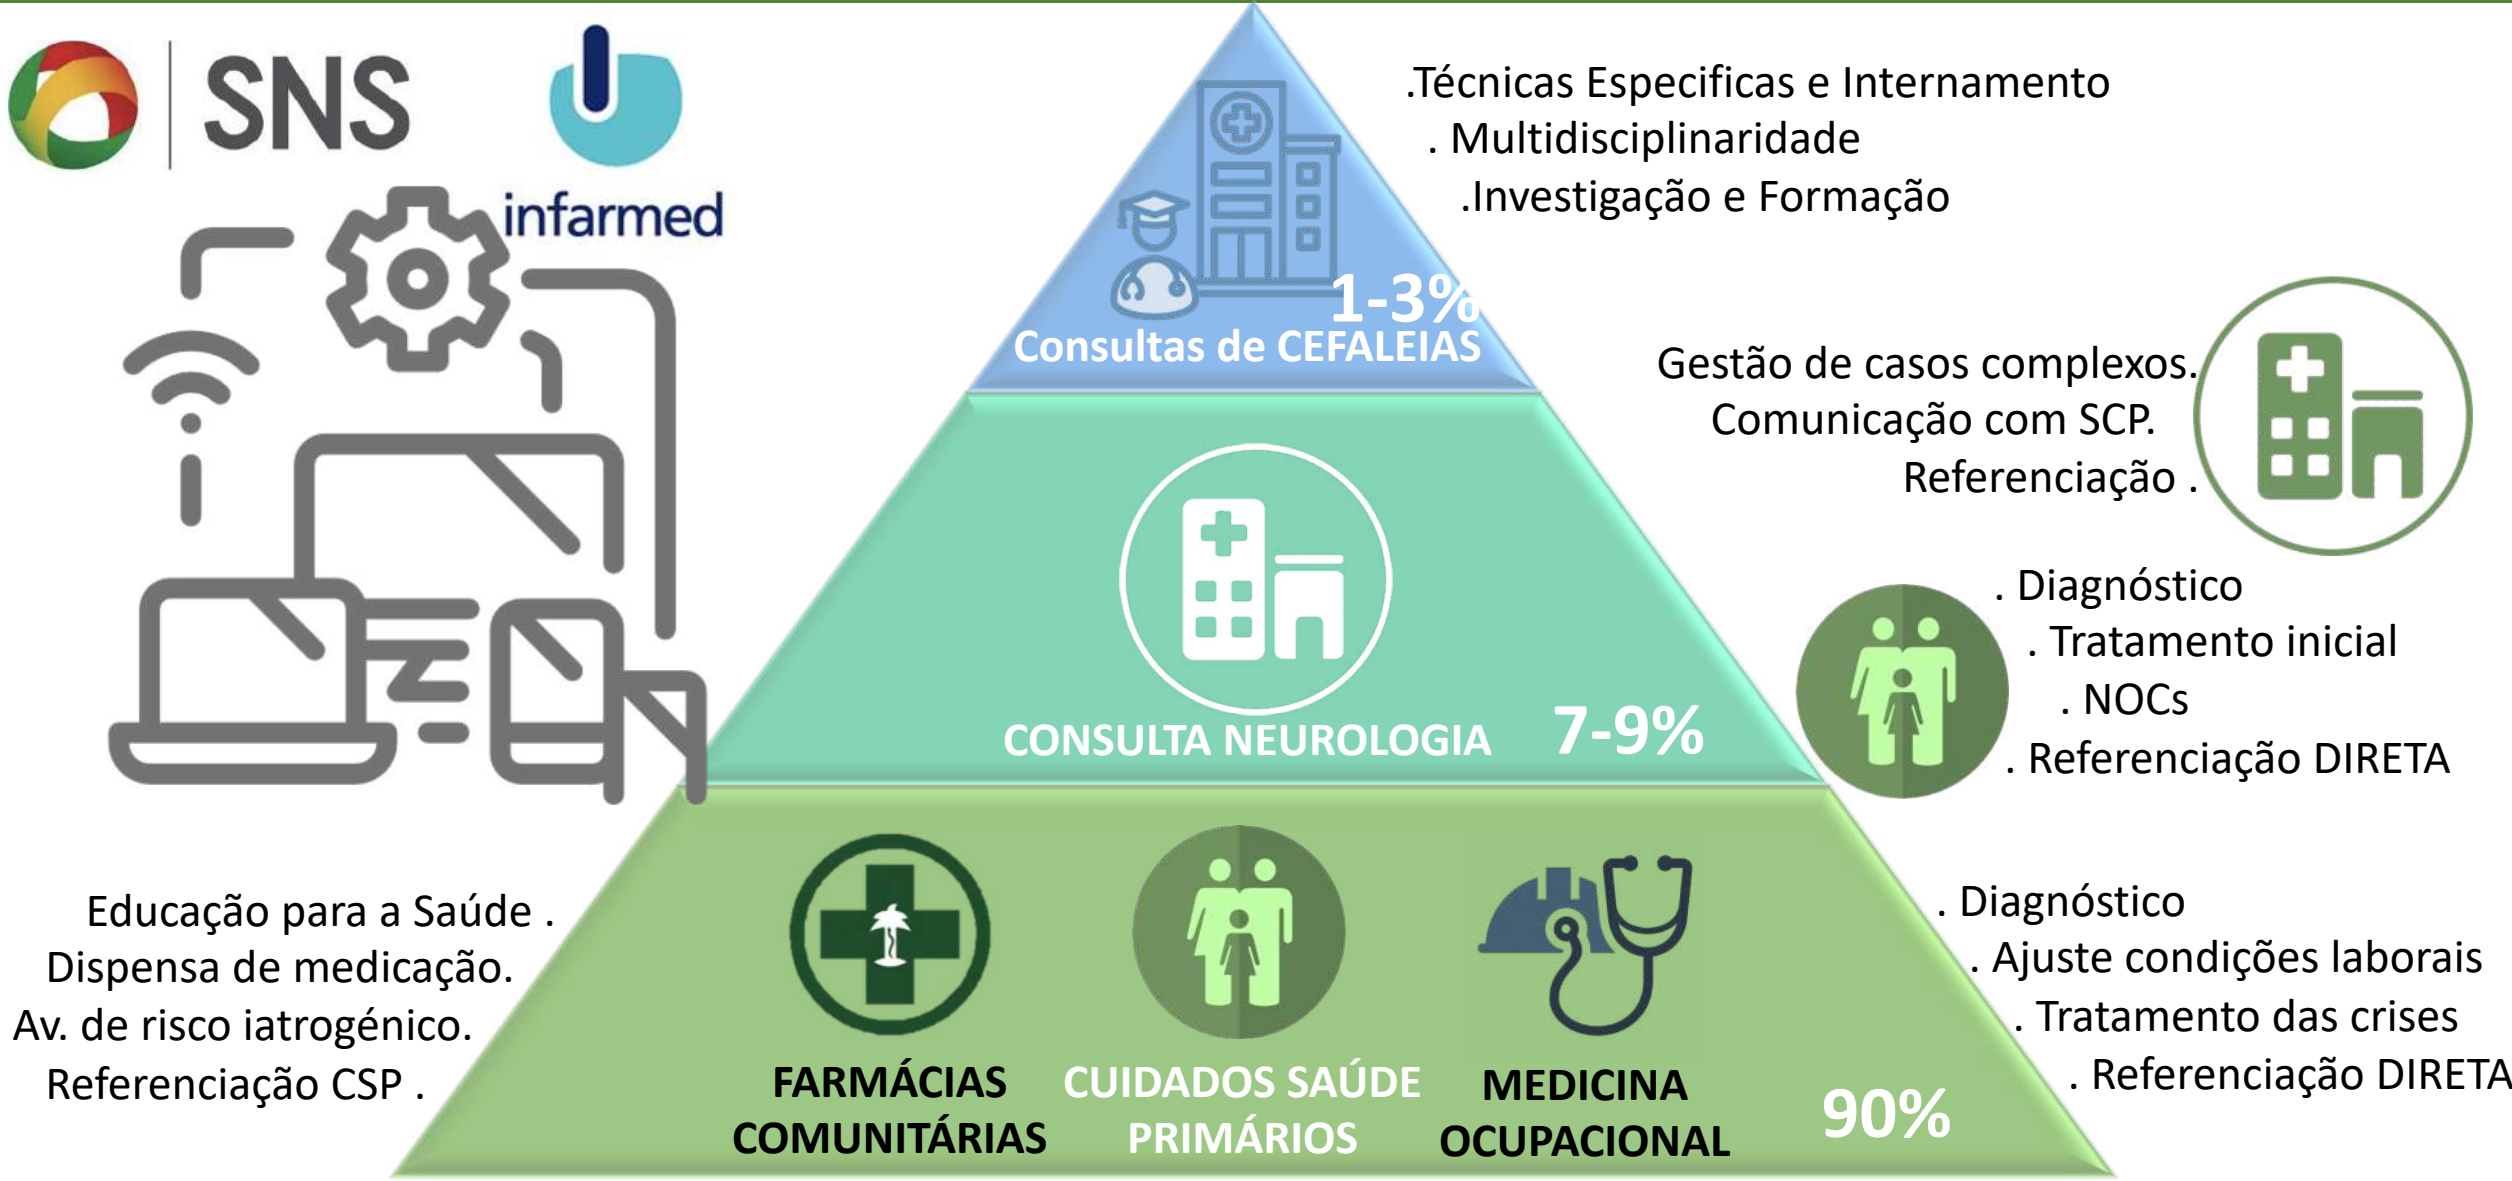 SNS
infarmed
.Técnicas Especificas e Internamento
. Multidisciplinaridade
.Investigação e Formação
1-3%
Consultas de CEFALEIAS
Gestão de casos complexos.
Comunicação com SCP.
Referenciação .
CONSULTA NEUROLOGIA
7-9%
. Diagnóstico
. Tratamento inicial
. NOCs
. Referenciação DIRETA
Educação para a Saúde .
Dispensa de medicação.
Av. de risco iatrogénico.
Referenciação CSP .
FARMÁCIAS
COMUNITÁRIAS
CUIDADOS SAÚDE
PRIMÁRIOS
MEDICINA
OCUPACIONAL
90%
. Diagnóstico
. Ajuste condições laborais
. Tratamento das crises
. Referenciação DIRETA